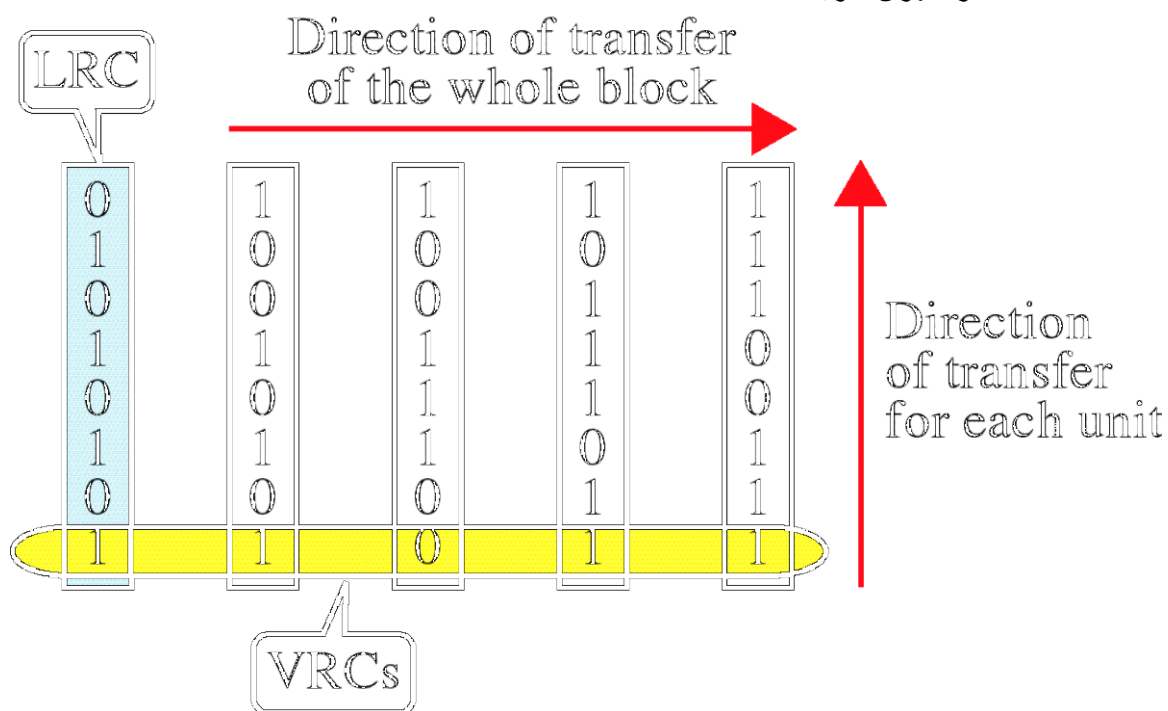 LRC
Direction of transfer
of the whole block
0 1 1 1 1
1 0 0 0 1
0 0 0 1 1
1 1 1 1 0
0 0 1 1 0
1 1 1 0 1
0 0 0 1 1
1 1 0 1 1
Direction
of transfer
for each unit
VRCs